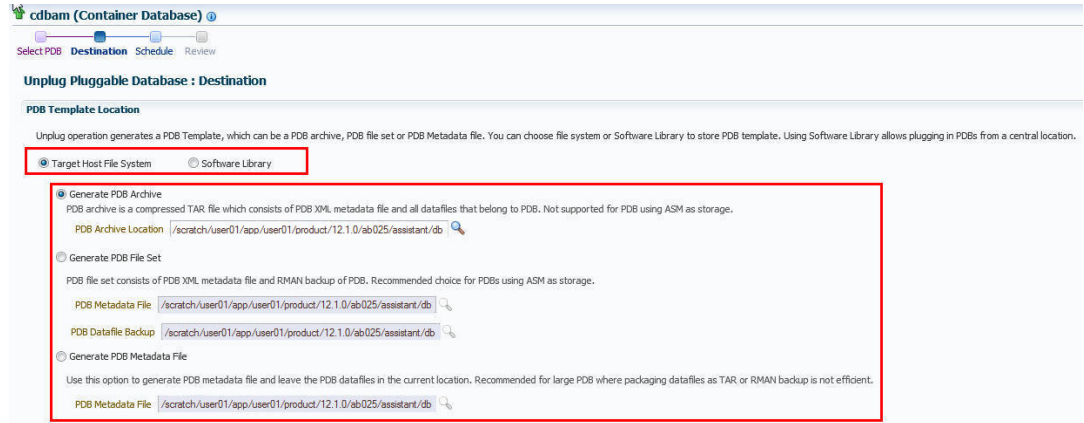 cdbam (Container Database)
Select PDB Destination Schedule Review
Unplug Pluggable Database : Destination
PDB Template Location
Unplug operation generates a PDB Template, which can be a PDB archive, PDB file set or PDB Metadata file. You can choose file system or Software Library to store PDB template. Using Software Library allows plugging in PDBs from a central location.
Target Host File System Software Library
Generate PDB Archive
PDB archive is a compressed TAR file which consists of PDB XML metadata file and all datafiles that belong to PDB. Not supported for PDB using ASM as storage.
PDB Archive Location /scratch/user01/app/user01/product/12.1.0/ab025/assistant/db
Generate PDB File Set
PDB file set consists of PDB XML metadata file and RMAN backup of PDB. Recommended choice for PDBs using ASM as storage.
PDB Metadata File /scratch/user01/app/user01/product/12.1.0/ab025/assistant/db
PDB Datafile Backup /scratch/user01/app/user01/product/12.1.0/ab025/assistant/db
Generate PDB Metadata File
Use this option to generate PDB metadata file and leave the PDB datafiles in the current location. Recommended for large PDB where packaging datafiles as TAR or RMAN backup is not efficient.
PDB Metadata File /scratch/user01/app/user01/product/12.1.0/ab025/assistant/db